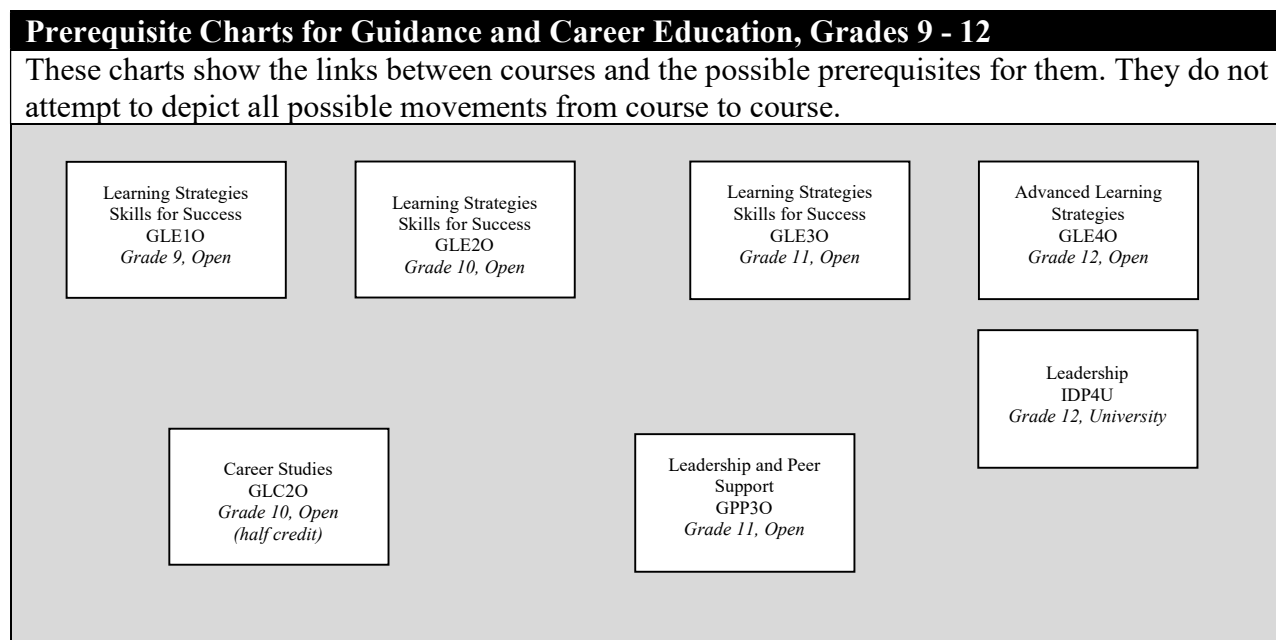 Prerequisite Charts for Guidance and Career Education, Grades 9 - 12
These charts show the links between courses and the possible prerequisites for them. They do not
attempt to depict all possible movements from course to course.
Learning Strategies
Skills for Success
GLE1O
Grade 9, Open
Learning Strategies
Skills for Success
GLE2O
Grade 10, Open
Learning Strategies
Skills for Success
GLE3O
Grade 11, Open
Advanced Learning
Strategies
GLE4O
Grade 12, Open
Leadership
IDP4U
Grade 12, University
Career Studies
GLC2O
Grade 10, Open
(half credit)
Leadership and Peer
Support
GPP3O
Grade 11, Open